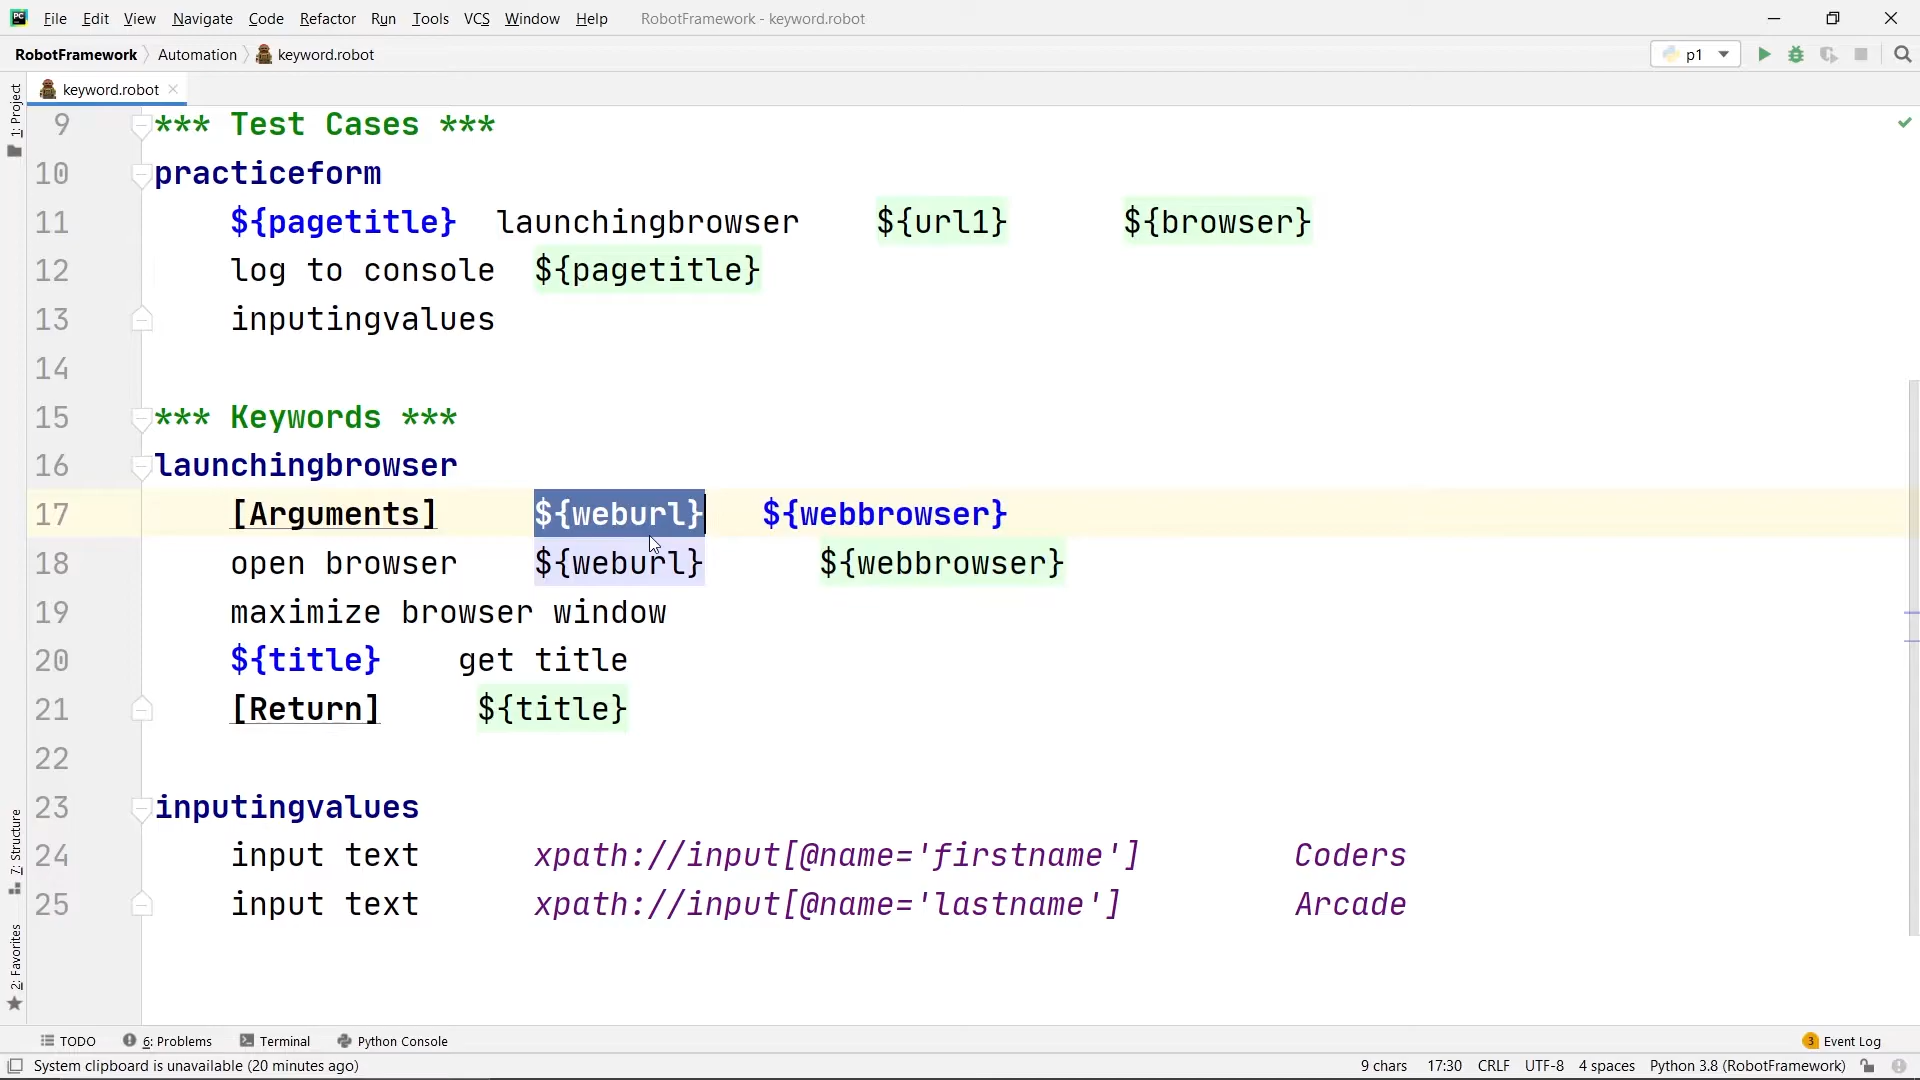 PC File Edit View Navigate Code Refactor Run Tools VCS Window Help RobotFramework - keyword.robot
RobotFramework Automation keyword.robot p1
keyword.robot
1: Project
7: Structure
2: Favorites
9 *** Test Cases ***
10 practiceform
11 ${pagetitle} launchingbrowser ${url1} ${browser}
12 log to console ${pagetitle}
13 inputingvalues
14
15 *** Keywords ***
16 launchingbrowser
17 [Arguments] ${weburl} ${webbrowser}
18 open browser ${weburl} ${webbrowser}
19 maximize browser window
20 ${title} get title
21 [Return] ${title}
22
23 inputingvalues
24 input text xpath://input[@name='firstname'] Coders
25 input text xpath://input[@name='lastname'] Arcade
TODO 6: Problems Terminal Python Console 3 Event Log
System clipboard is unavailable (20 minutes ago) 9 chars 17:30 CRLF UTF-8 4 spaces Python 3.8 (RobotFramework)